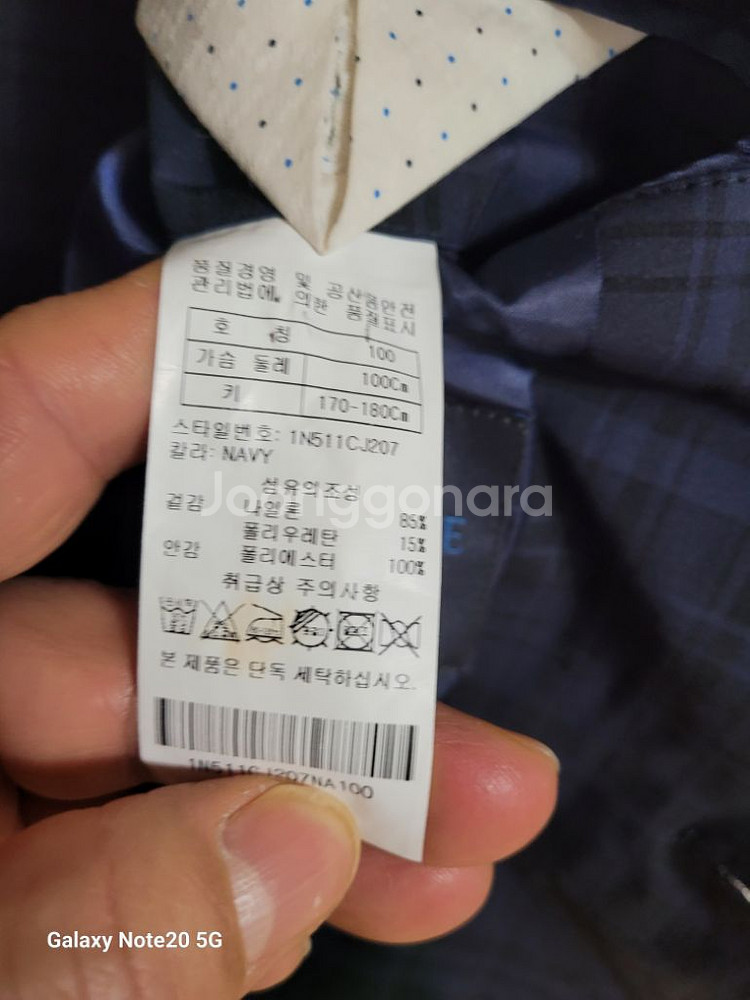 품질경영 및 공산품안전
관리법에 의한 품질표시
호 칭 100
가슴 둘레 100Cm
키 170-180Cm
스타일번호: 1N511CJ207
칼라: NAVY
섬유의조성
겉감 나일론 85%
폴리우레탄 15%
안감 폴리에스터 100%
취급상 주의사항
본 제품은 단독 세탁하십시오.
1N511CJ207NA100
Joonggonara
Galaxy Note20 5G